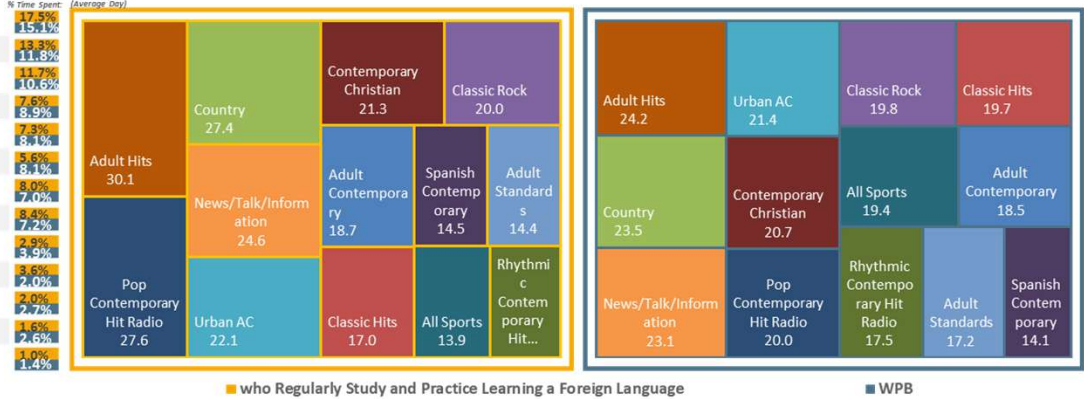 % Time Spent: (Average Day)
17.5%
15.1%
13.3%
11.8%
11.7%
10.6%
7.6%
8.9%
7.3%
8.1%
5.6%
8.1%
8.0%
7.0%
8.4%
7.2%
2.9%
3.9%
3.6%
2.0%
2.0%
2.7%
1.6%
2.6%
1.0%
1.4%
Adult Hits
30.1
Pop
Contemporary
Hit Radio
27.6
Country
27.4
News/Talk/Inform
ation
24.6
Urban AC
22.1
Contemporary
Christian
21.3
Classic Rock
20.0
Adult
Contempora
ry
18.7
Spanish
Contemp
orary
14.5
Adult
Standard
s
14.4
Classic Hits
17.0
All Sports
13.9
Rhythmi
c
Contem
porary
Hit...
Adult Hits
24.2
Country
23.5
News/Talk/Inform
ation
23.1
Urban AC
21.4
Contemporary
Christian
20.7
Pop
Contemporary
Hit Radio
20.0
Classic Rock
19.8
Classic Hits
19.7
All Sports
19.4
Adult
Contemporary
18.5
Rhythmic
Contempo
rary Hit
Radio
17.5
Adult
Standards
17.2
Spanish
Contem
porary
14.1
who Regularly Study and Practice Learning a Foreign Language
WPB